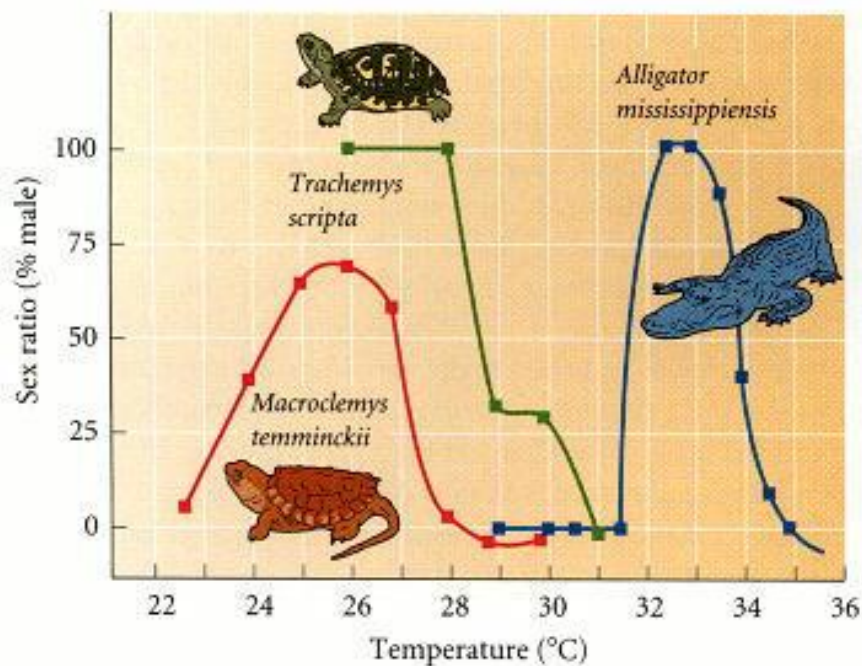 Alligator
mississippiensis
100
Trachemys
scripta
75
Sex ratio (% male)
50
Macroclemys
temminckii
25
0
22 24 26 28 30 32 34 36
Temperature (°C)